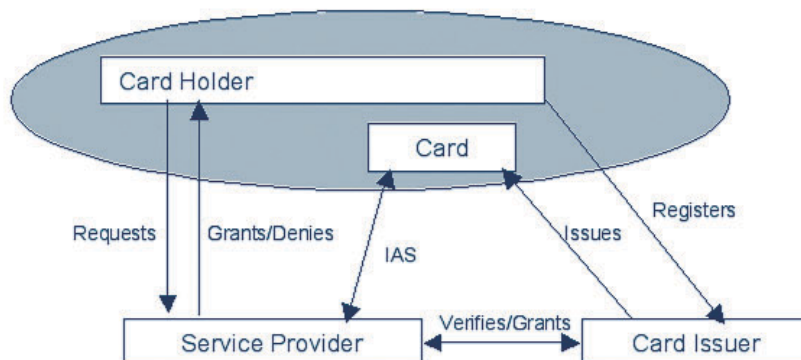 Card Holder
Card
Requests
Grants/Denies
IAS
Issues
Registers
Service Provider
Verifies/Grants
Card Issuer